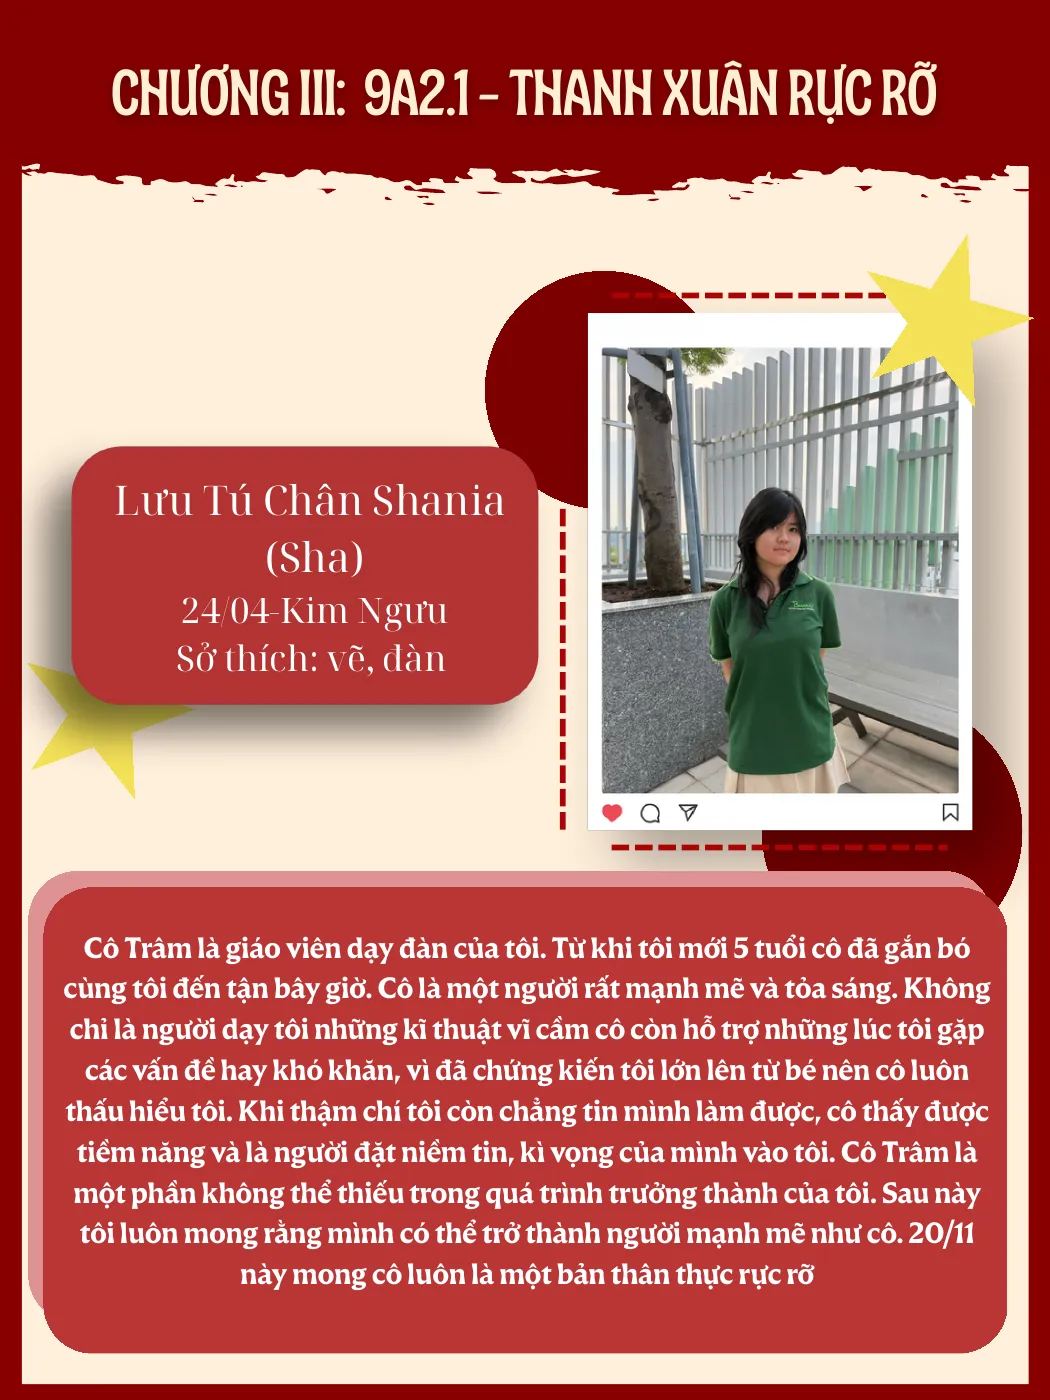 CHƯƠNG III: 9A2.1 - THANH XUÂN RỰC RỠ
Lưu Tú Chân Shania
(Sha)
24/04-Kim Ngưu
Sở thích: vẽ, đàn
Cô Trâm là giáo viên dạy đàn của tôi. Từ khi tôi mới 5 tuổi cô đã gắn bó
cùng tôi đến tận bây giờ. Cô là một người rất mạnh mẽ và tỏa sáng. Không
chỉ là người dạy tôi những kĩ thuật vĩ cầm cô còn hỗ trợ những lúc tôi gặp
các vấn đề hay khó khăn, vì đã chứng kiến tôi lớn lên từ bé nên cô luôn
thấu hiểu tôi. Khi thậm chí tôi còn chẳng tin mình làm được, cô thấy được
tiềm năng và là người đặt niềm tin, kì vọng của mình vào tôi. Cô Trâm là
một phần không thể thiếu trong quá trình trưởng thành của tôi. Sau này
tôi luôn mong rằng mình có thể trở thành người mạnh mẽ như cô. 20/11
này mong cô luôn là một bản thân thực rực rỡ